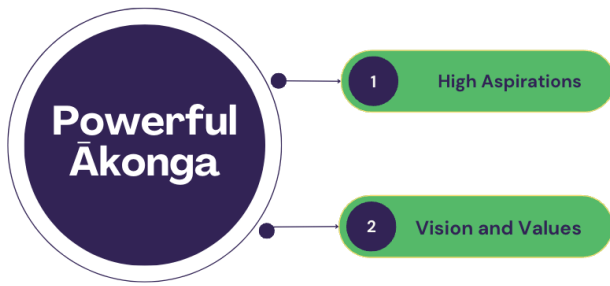 Powerful
Ākonga
1
High Aspirations
2
Vision and Values